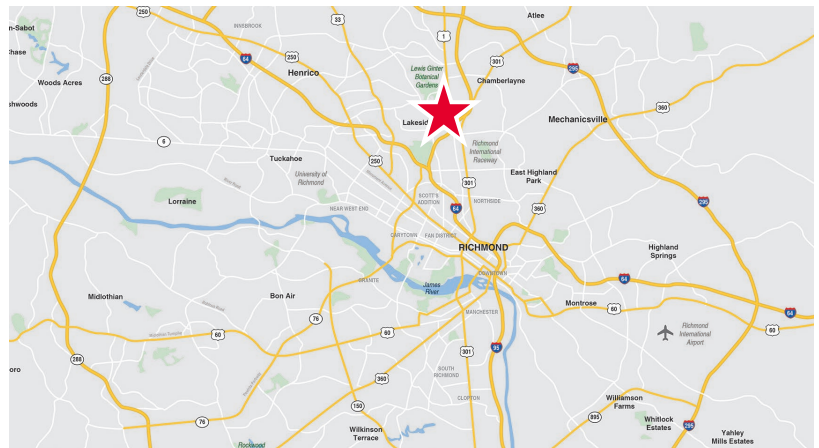 250
33
INNSBROOK
1
Atlee
n-Sabot
301
64
250
Chase
Lewis Ginter
Botanical
Gardens
295
Henrico
288
Woods Acres
Chamberlayne
shwoods
360
Lakesid
Mechanicsville
6
Richmond
International
Raceway
Tuckahoe
250
University of
Richmond
East Highland
Park
301
SCOTT'S
ADDITION
NORTHSIDE
Lorraine
295
NEAR WEST END
64
360
CARYTOWN
FAN DISTRICT
RICHMOND
Highland
Springs
DOWNTOWN
64
James
River
Midlothian
Bon Air
Montrose
60
MANCHESTER
64
76
60
60
60
Richmond
International
Airport
95
301
288
oro
SOUTH
RICHMOND
360
CLOPTON
Williamson
Farms
150
76
895
Whitlock
Estates
295
Wilkinson
Terrace
Yahley
Mills Estates
Rockwood